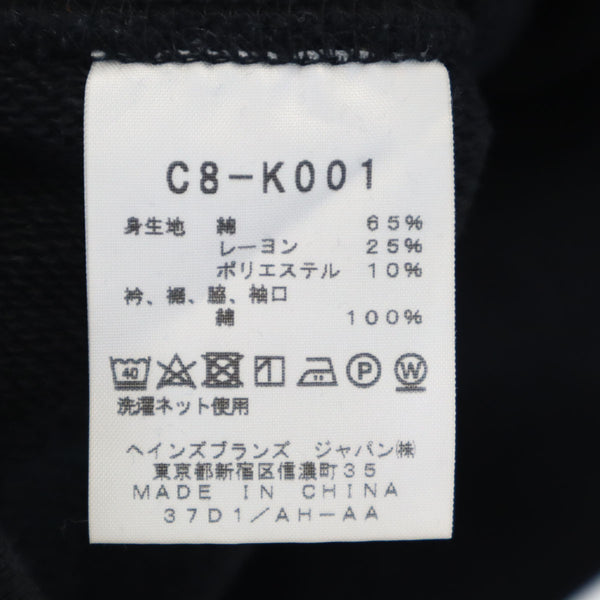 C8-K001
身生地 綿 65%
レーヨン 25%
ポリエステル 10%
衿、裾、脇、袖口
綿 100%
40 P W
洗濯ネット使用
ヘインズブランズ ジャパン㈱
東京都新宿区信濃町35
MADE IN CHINA
37D1/AH-AA